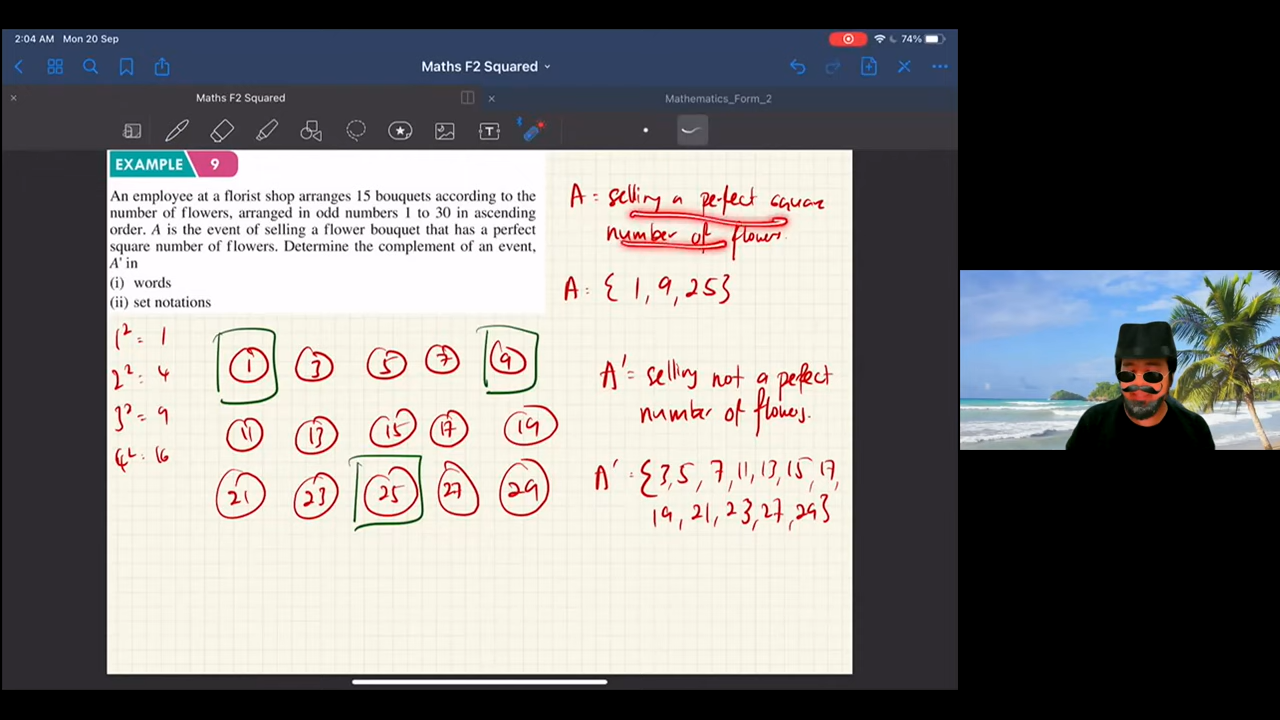 2:04 AM Mon 20 Sep
74%
Maths F2 Squared
Maths F2 Squared
Mathematics_Form_2
EXAMPLE 9
An employee at a florist shop arranges 15 bouquets according to the
number of flowers, arranged in odd numbers 1 to 30 in ascending
order. A is the event of selling a flower bouquet that has a perfect
square number of flowers. Determine the complement of an event,
A' in
(i) words
(ii) set notations
1² = 1
2² = 4
3² = 9
4² = 16
1 3 5 7 9
11 13 15 17 19
21 23 25 27 29
A = selling a perfect square
number of flowers.
A = { 1, 9, 25}
A' = selling not a perfect
number of flowers.
A' = {3, 5, 7, 11, 13, 15, 17,
19, 21, 23, 27, 29}